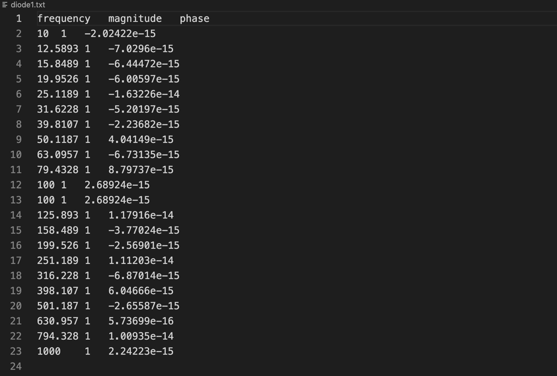 diode1.txt
1 frequency magnitude phase
2 10 1 -2.02422e-15
3 12.5893 1 -7.0296e-15
4 15.8489 1 -6.44472e-15
5 19.9526 1 -6.00597e-15
6 25.1189 1 -1.63226e-14
7 31.6228 1 -5.20197e-15
8 39.8107 1 -2.23682e-15
9 50.1187 1 4.04149e-15
10 63.0957 1 -6.73135e-15
11 79.4328 1 8.79737e-15
12 100 1 2.68924e-15
13 100 1 2.68924e-15
14 125.893 1 1.17916e-14
15 158.489 1 -3.77024e-15
16 199.526 1 -2.56901e-15
17 251.189 1 1.11203e-14
18 316.228 1 -6.87014e-15
19 398.107 1 6.04666e-15
20 501.187 1 -2.65587e-15
21 630.957 1 5.73699e-16
22 794.328 1 1.00935e-14
23 1000 1 2.24223e-15
24